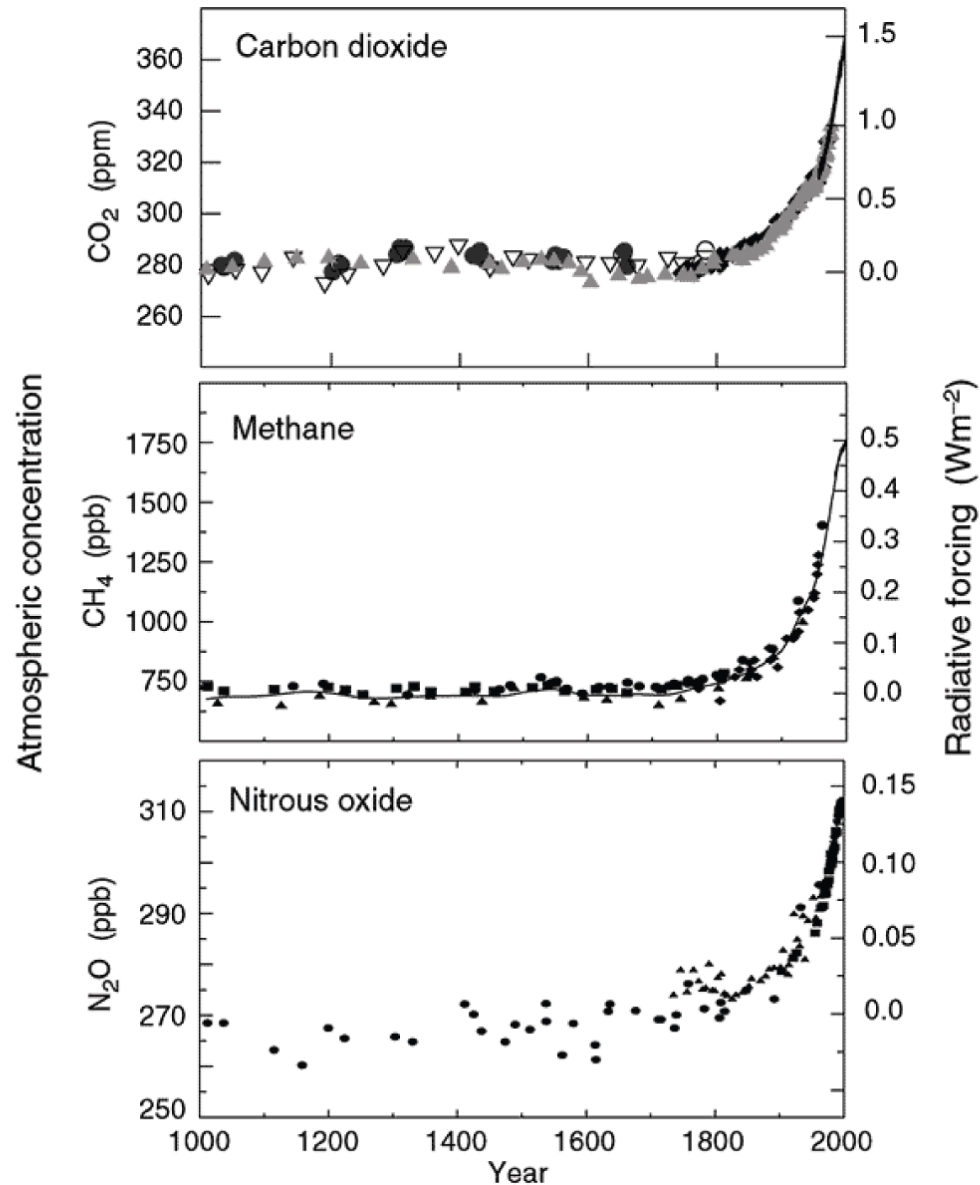 Carbon dioxide
360
340
320
300
280
260
CO₂ (ppm)
1.5
1.0
0.5
0.0
Methane
1750
1500
1250
1000
750
CH₄ (ppb)
0.5
0.4
0.3
0.2
0.1
0.0
Atmospheric concentration
Radiative forcing (Wm⁻²)
Nitrous oxide
310
290
270
250
N₂O (ppb)
0.15
0.10
0.05
0.0
1000 1200 1400 1600 1800 2000
Year